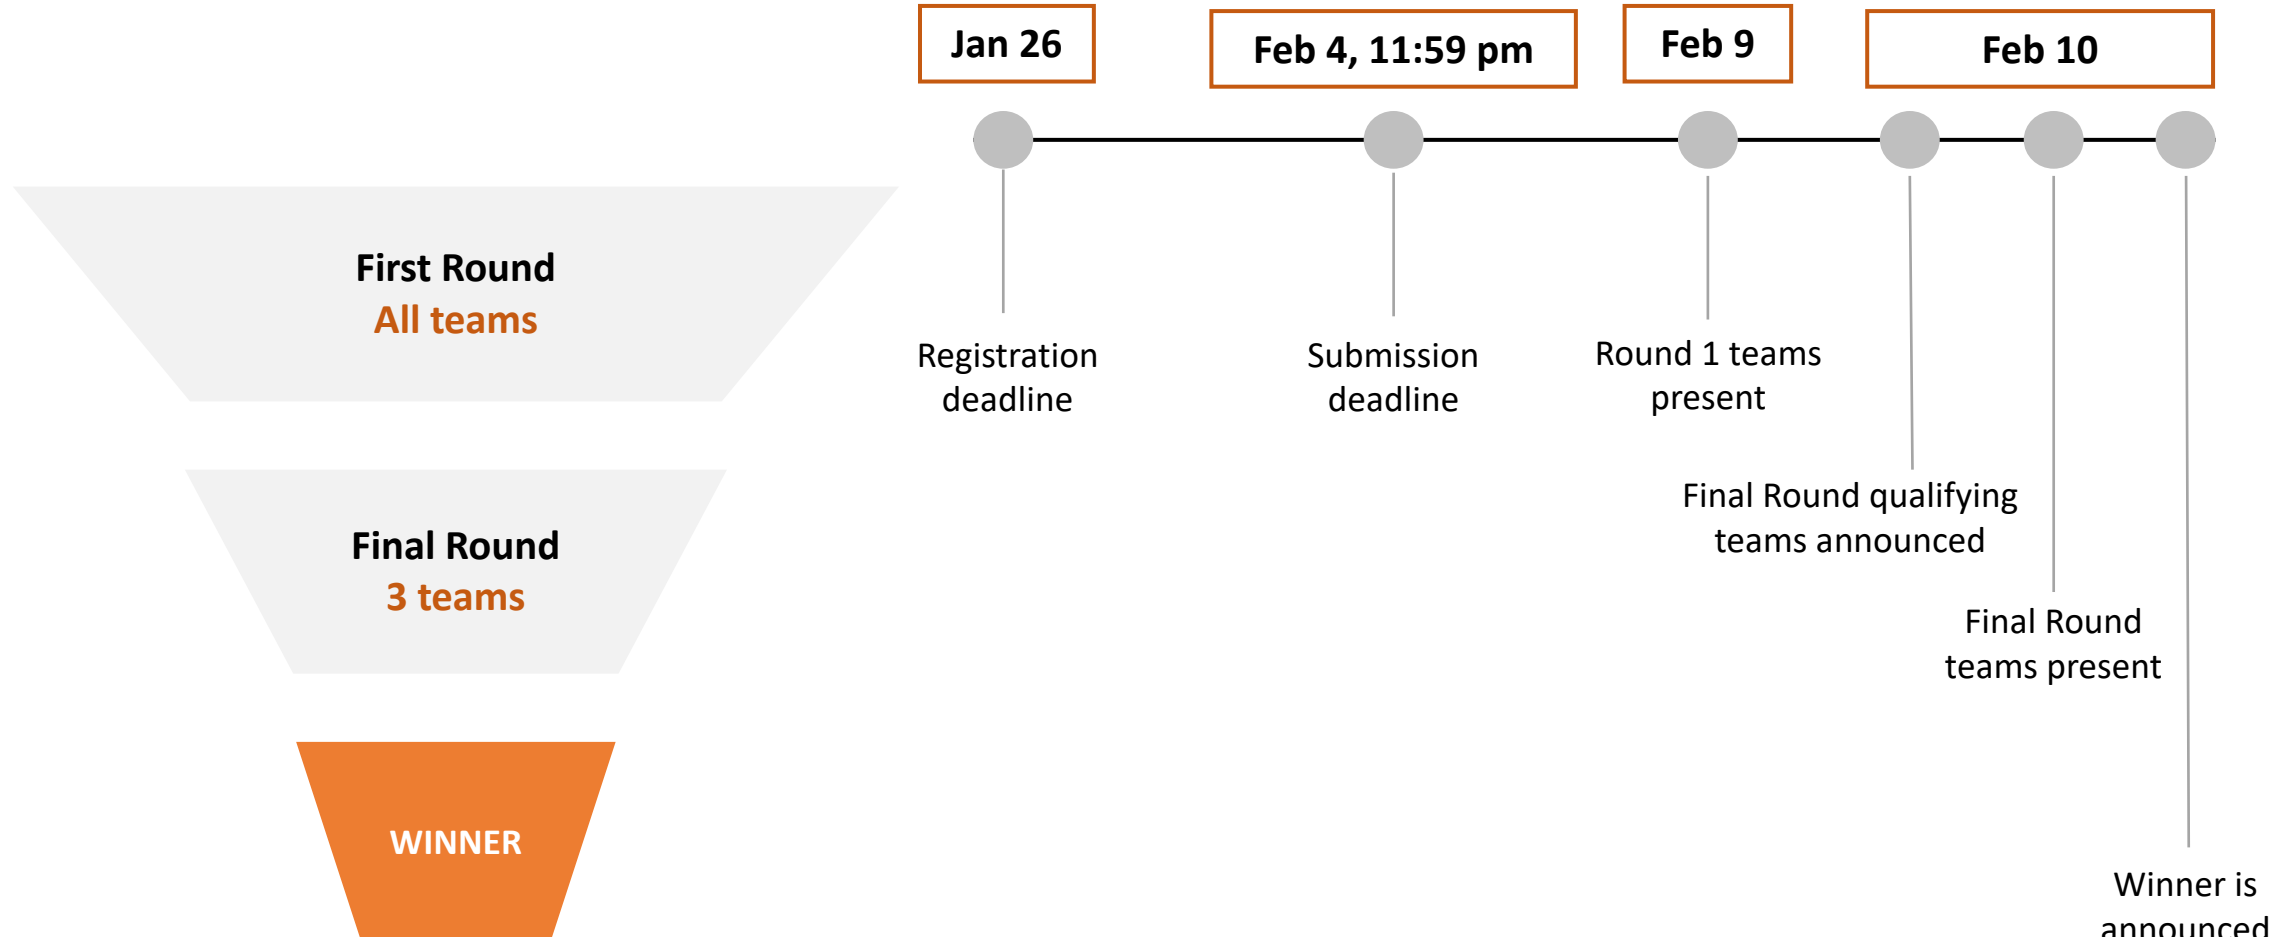 Jan 26
Feb 4, 11:59 pm
Feb 9
Feb 10
First Round
All teams
Registration
deadline
Submission
deadline
Round 1 teams
present
Final Round qualifying
teams announced
Final Round
3 teams
Final Round
teams present
WINNER
Winner is
announced